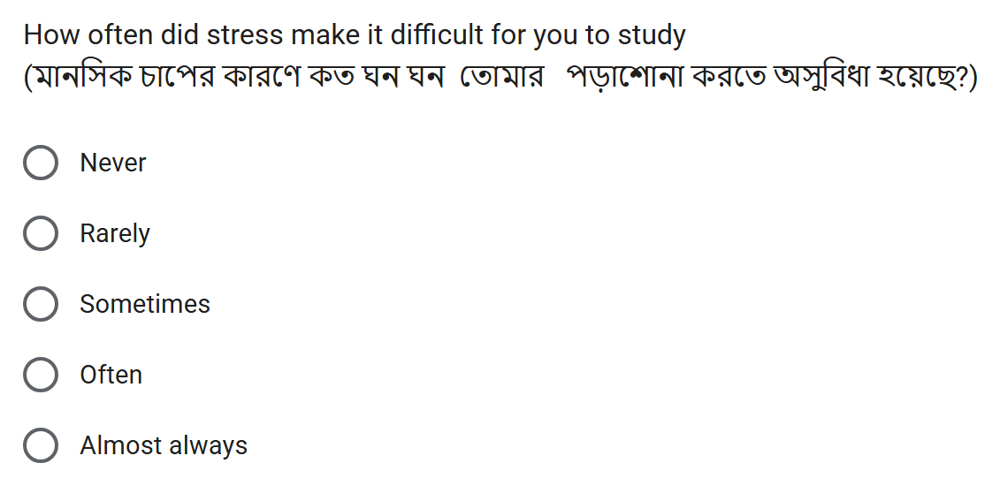 How often did stress make it difficult for you to study
(মানসিক চাপের কারণে কত ঘন ঘন তোমার পড়াশোনা করতে অসুবিধা হয়েছে?)
Never
Rarely
Sometimes
Often
Almost always